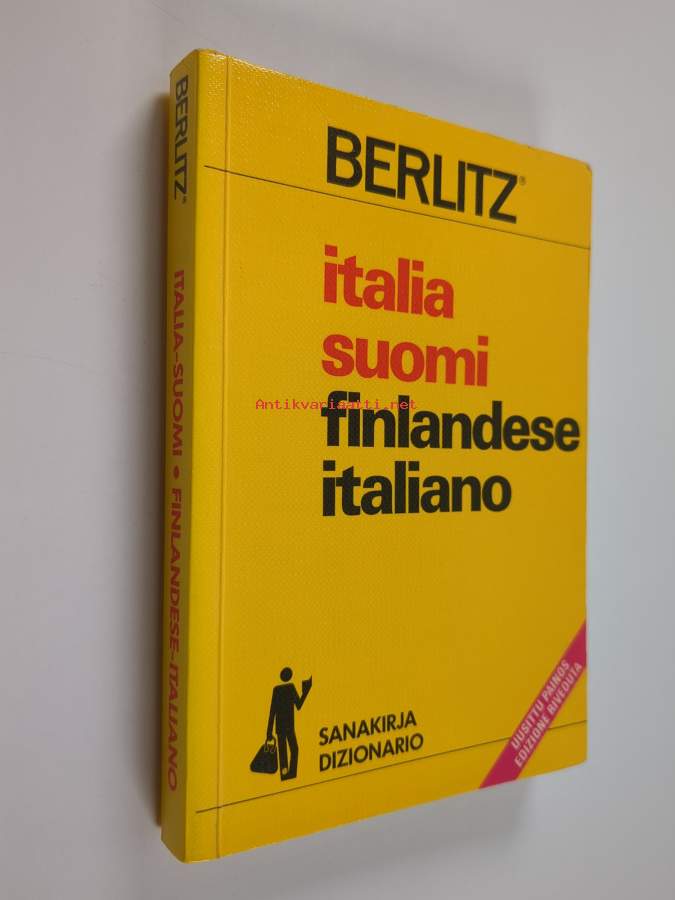 BERLITZ®
ITALIA-SUOMI • FINLANDESE-ITALIANO
BERLITZ®
italia
suomi
Antikvariaatti.net
finlandese
italiano
SANAKIRJA
DIZIONARIO
UUSITTU PAINOS
EDIZIONE RIVEDUTA